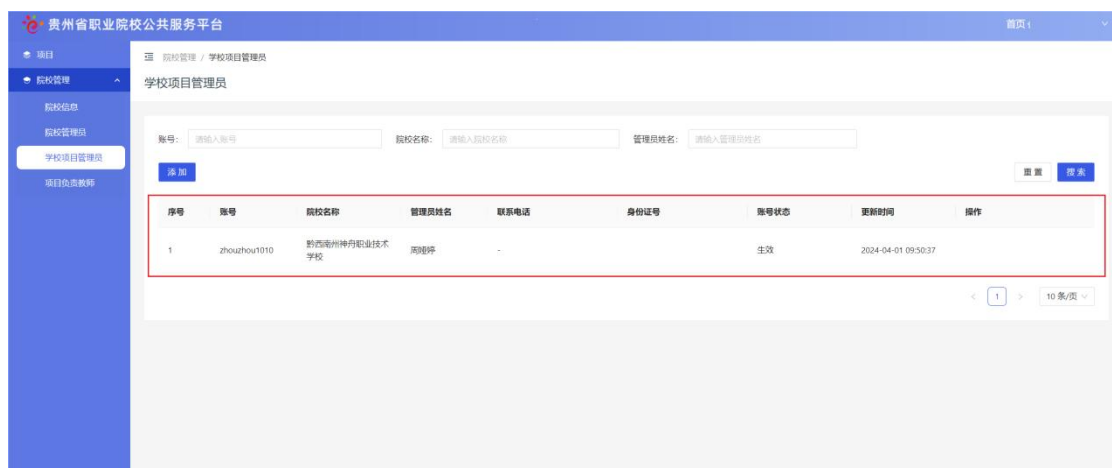 贵州省职业院校公共服务平台
首页
项目
院校管理 / 学校项目管理员
院校管理
学校项目管理员
院校信息
院校管理员
学校项目管理员
项目负责教师
账号： 请输入账号 院校名称： 请输入院校名称 管理员姓名： 请输入管理员姓名
添加 重置 搜索
序号 账号 院校名称 管理员姓名 联系电话 身份证号 账号状态 更新时间 操作
1 zhouzhou1010 黔西南州神舟职业技术 - 生效 2024-04-01 09:50:37
学校
< 1 > 10 条/页